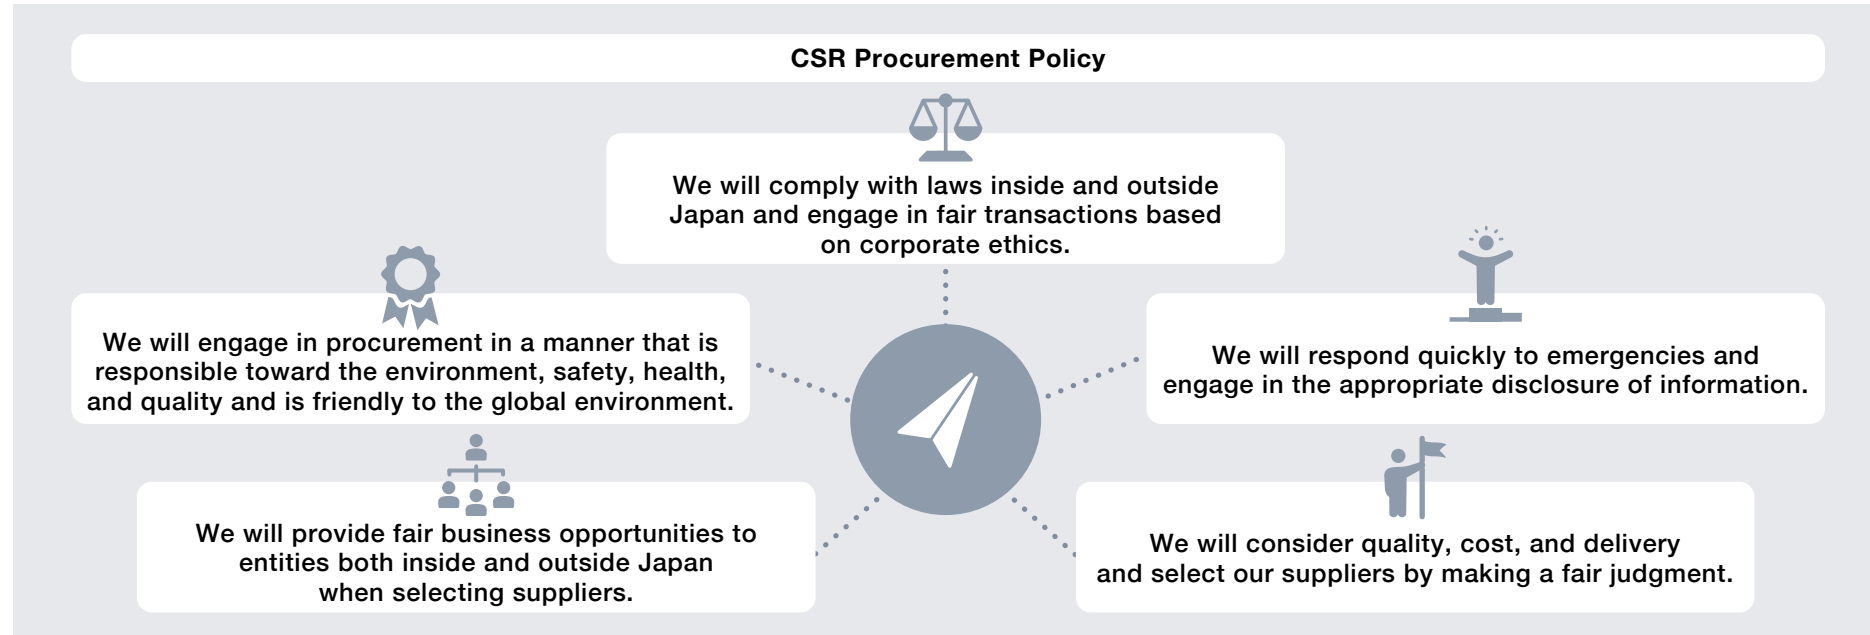 CSR Procurement Policy
We will comply with laws inside and outside
Japan and engage in fair transactions based
on corporate ethics.
We will engage in procurement in a manner that is
responsible toward the environment, safety, health,
and quality and is friendly to the global environment.
We will respond quickly to emergencies and
engage in the appropriate disclosure of information.
We will provide fair business opportunities to
entities both inside and outside Japan
when selecting suppliers.
We will consider quality, cost, and delivery
and select our suppliers by making a fair judgment.